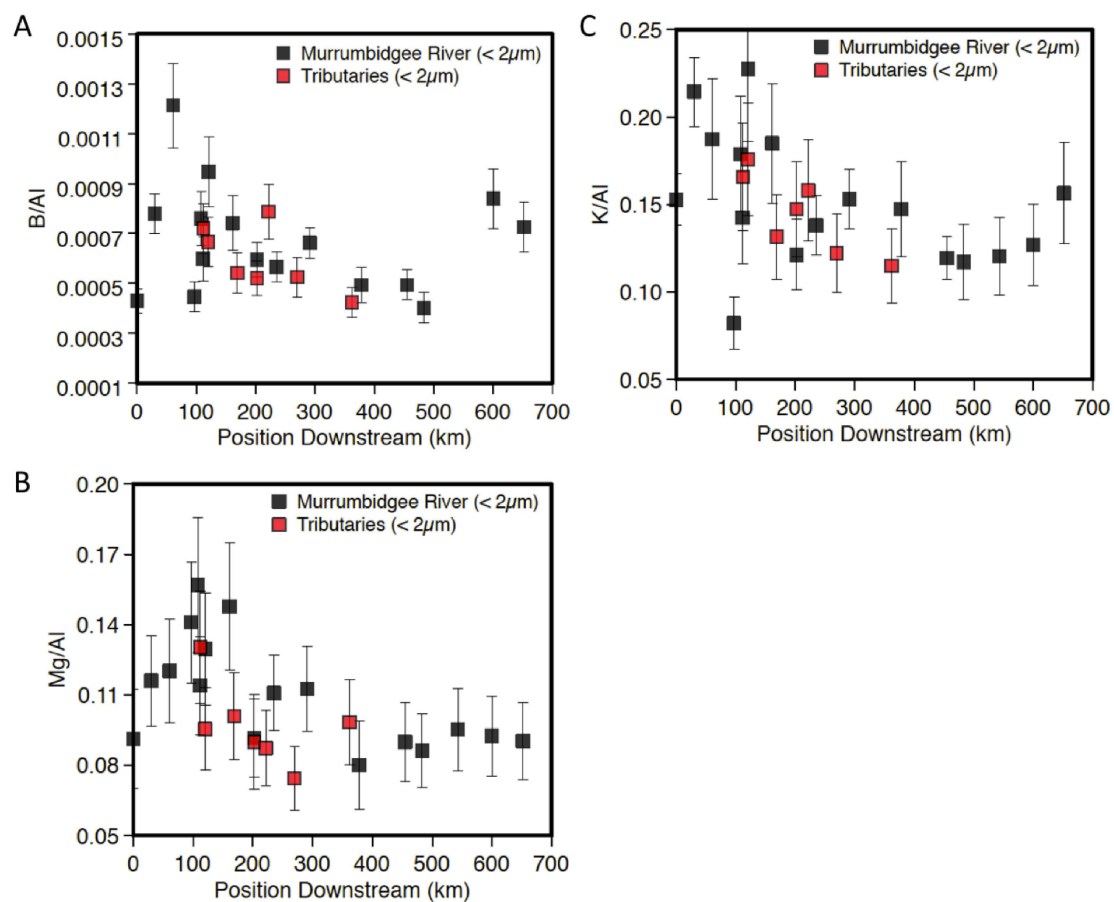 A
0.0015
0.0013
0.0011
0.0009
0.0007
0.0005
0.0003
0.0001
B/Al
Murrumbidgee River (< 2µm)
Tributaries (< 2µm)
0 100 200 300 400 500 600 700
Position Downstream (km)
C
0.25
0.20
0.15
0.10
0.05
K/Al
Murrumbidgee River (< 2µm)
Tributaries (< 2µm)
0 100 200 300 400 500 600 700
Position Downstream (km)
B
0.20
0.17
0.14
0.11
0.08
0.05
Mg/Al
Murrumbidgee River (< 2µm)
Tributaries (< 2µm)
0 100 200 300 400 500 600 700
Position Downstream (km)